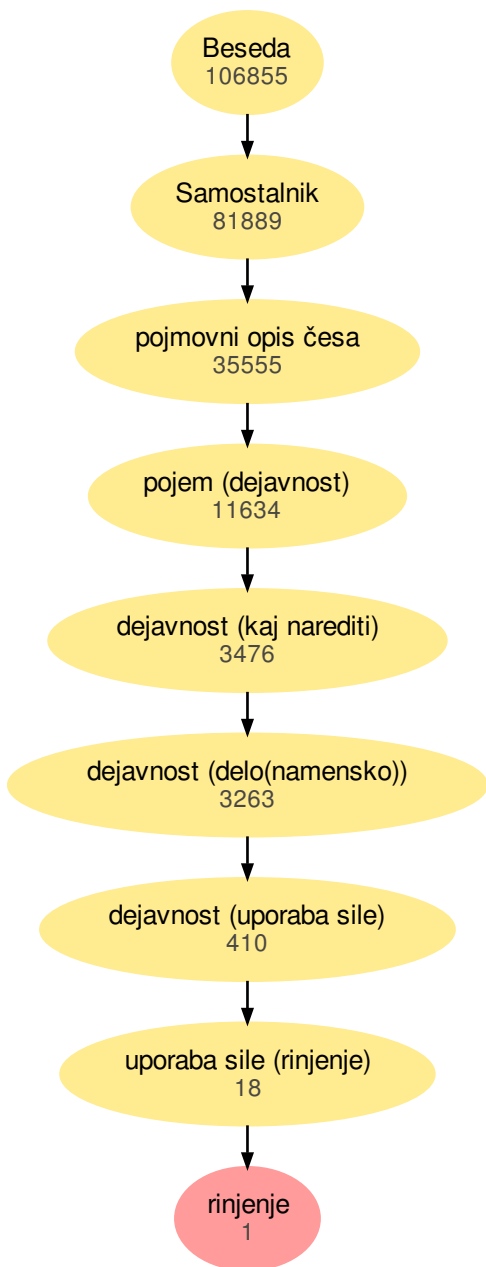 Beseda
106855
Samostalnik
81889
pojmovni opis česa
35555
pojem (dejavnost)
11634
dejavnost (kaj narediti)
3476
dejavnost (delo(namensko))
3263
dejavnost (uporaba sile)
410
uporaba sile (rinjenje)
18
rinjenje
1